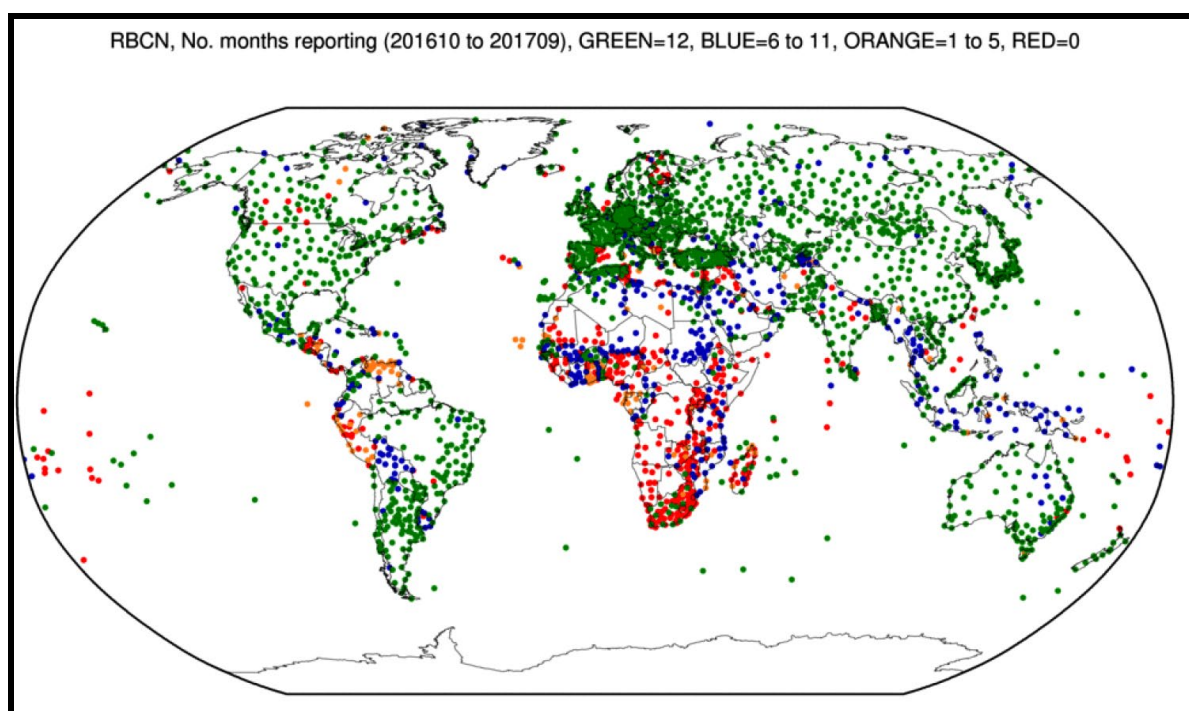 RBCN, No. months reporting (201610 to 201709), GREEN=12, BLUE=6 to 11, ORANGE=1 to 5, RED=0